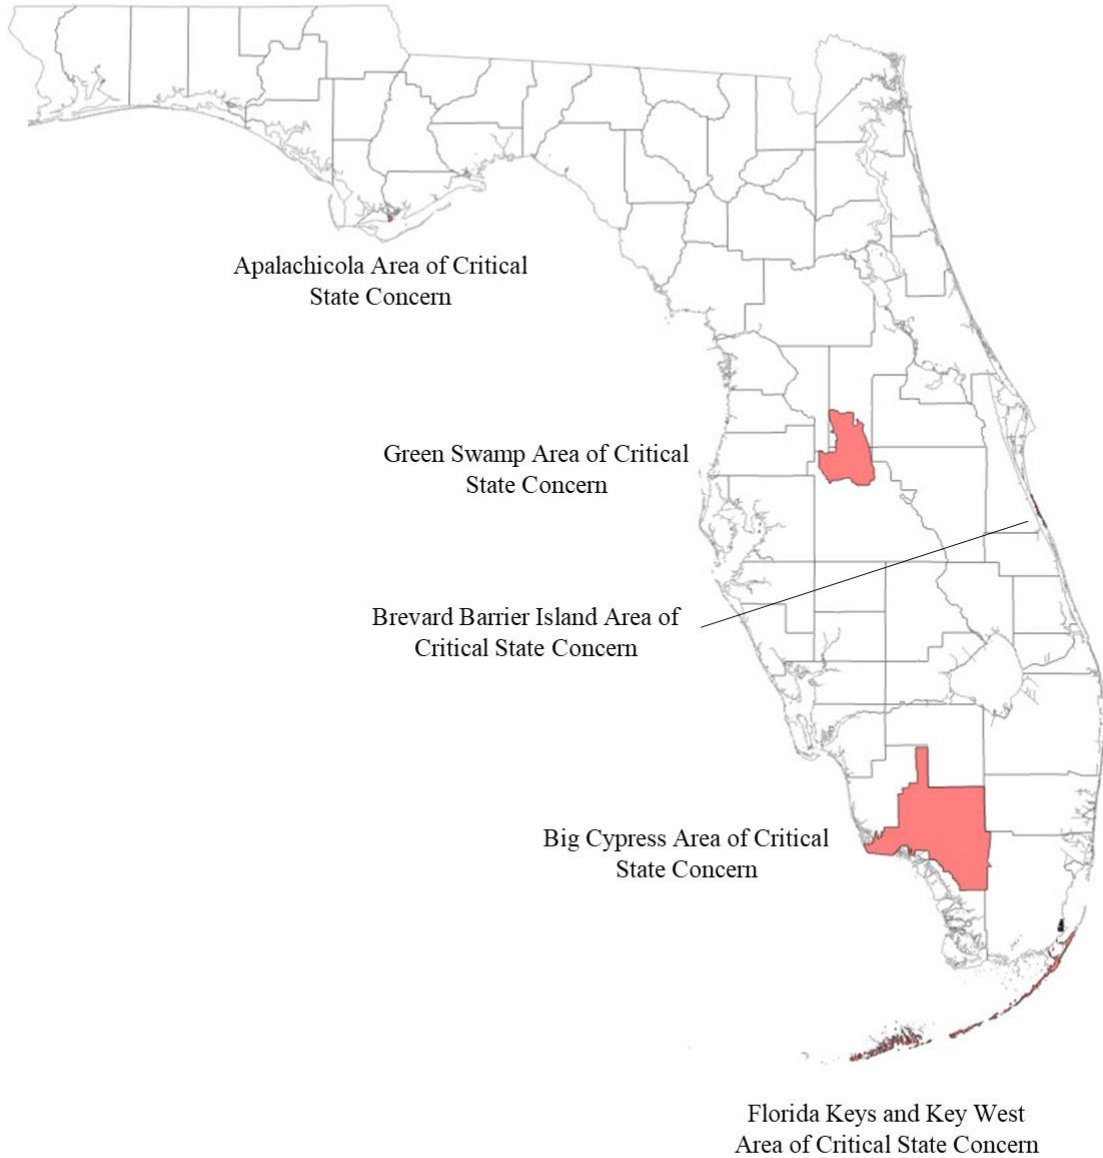 Apalachicola Area of Critical
State Concern
Green Swamp Area of Critical
State Concern
Brevard Barrier Island Area of
Critical State Concern
Big Cypress Area of Critical
State Concern
Florida Keys and Key West
Area of Critical State Concern